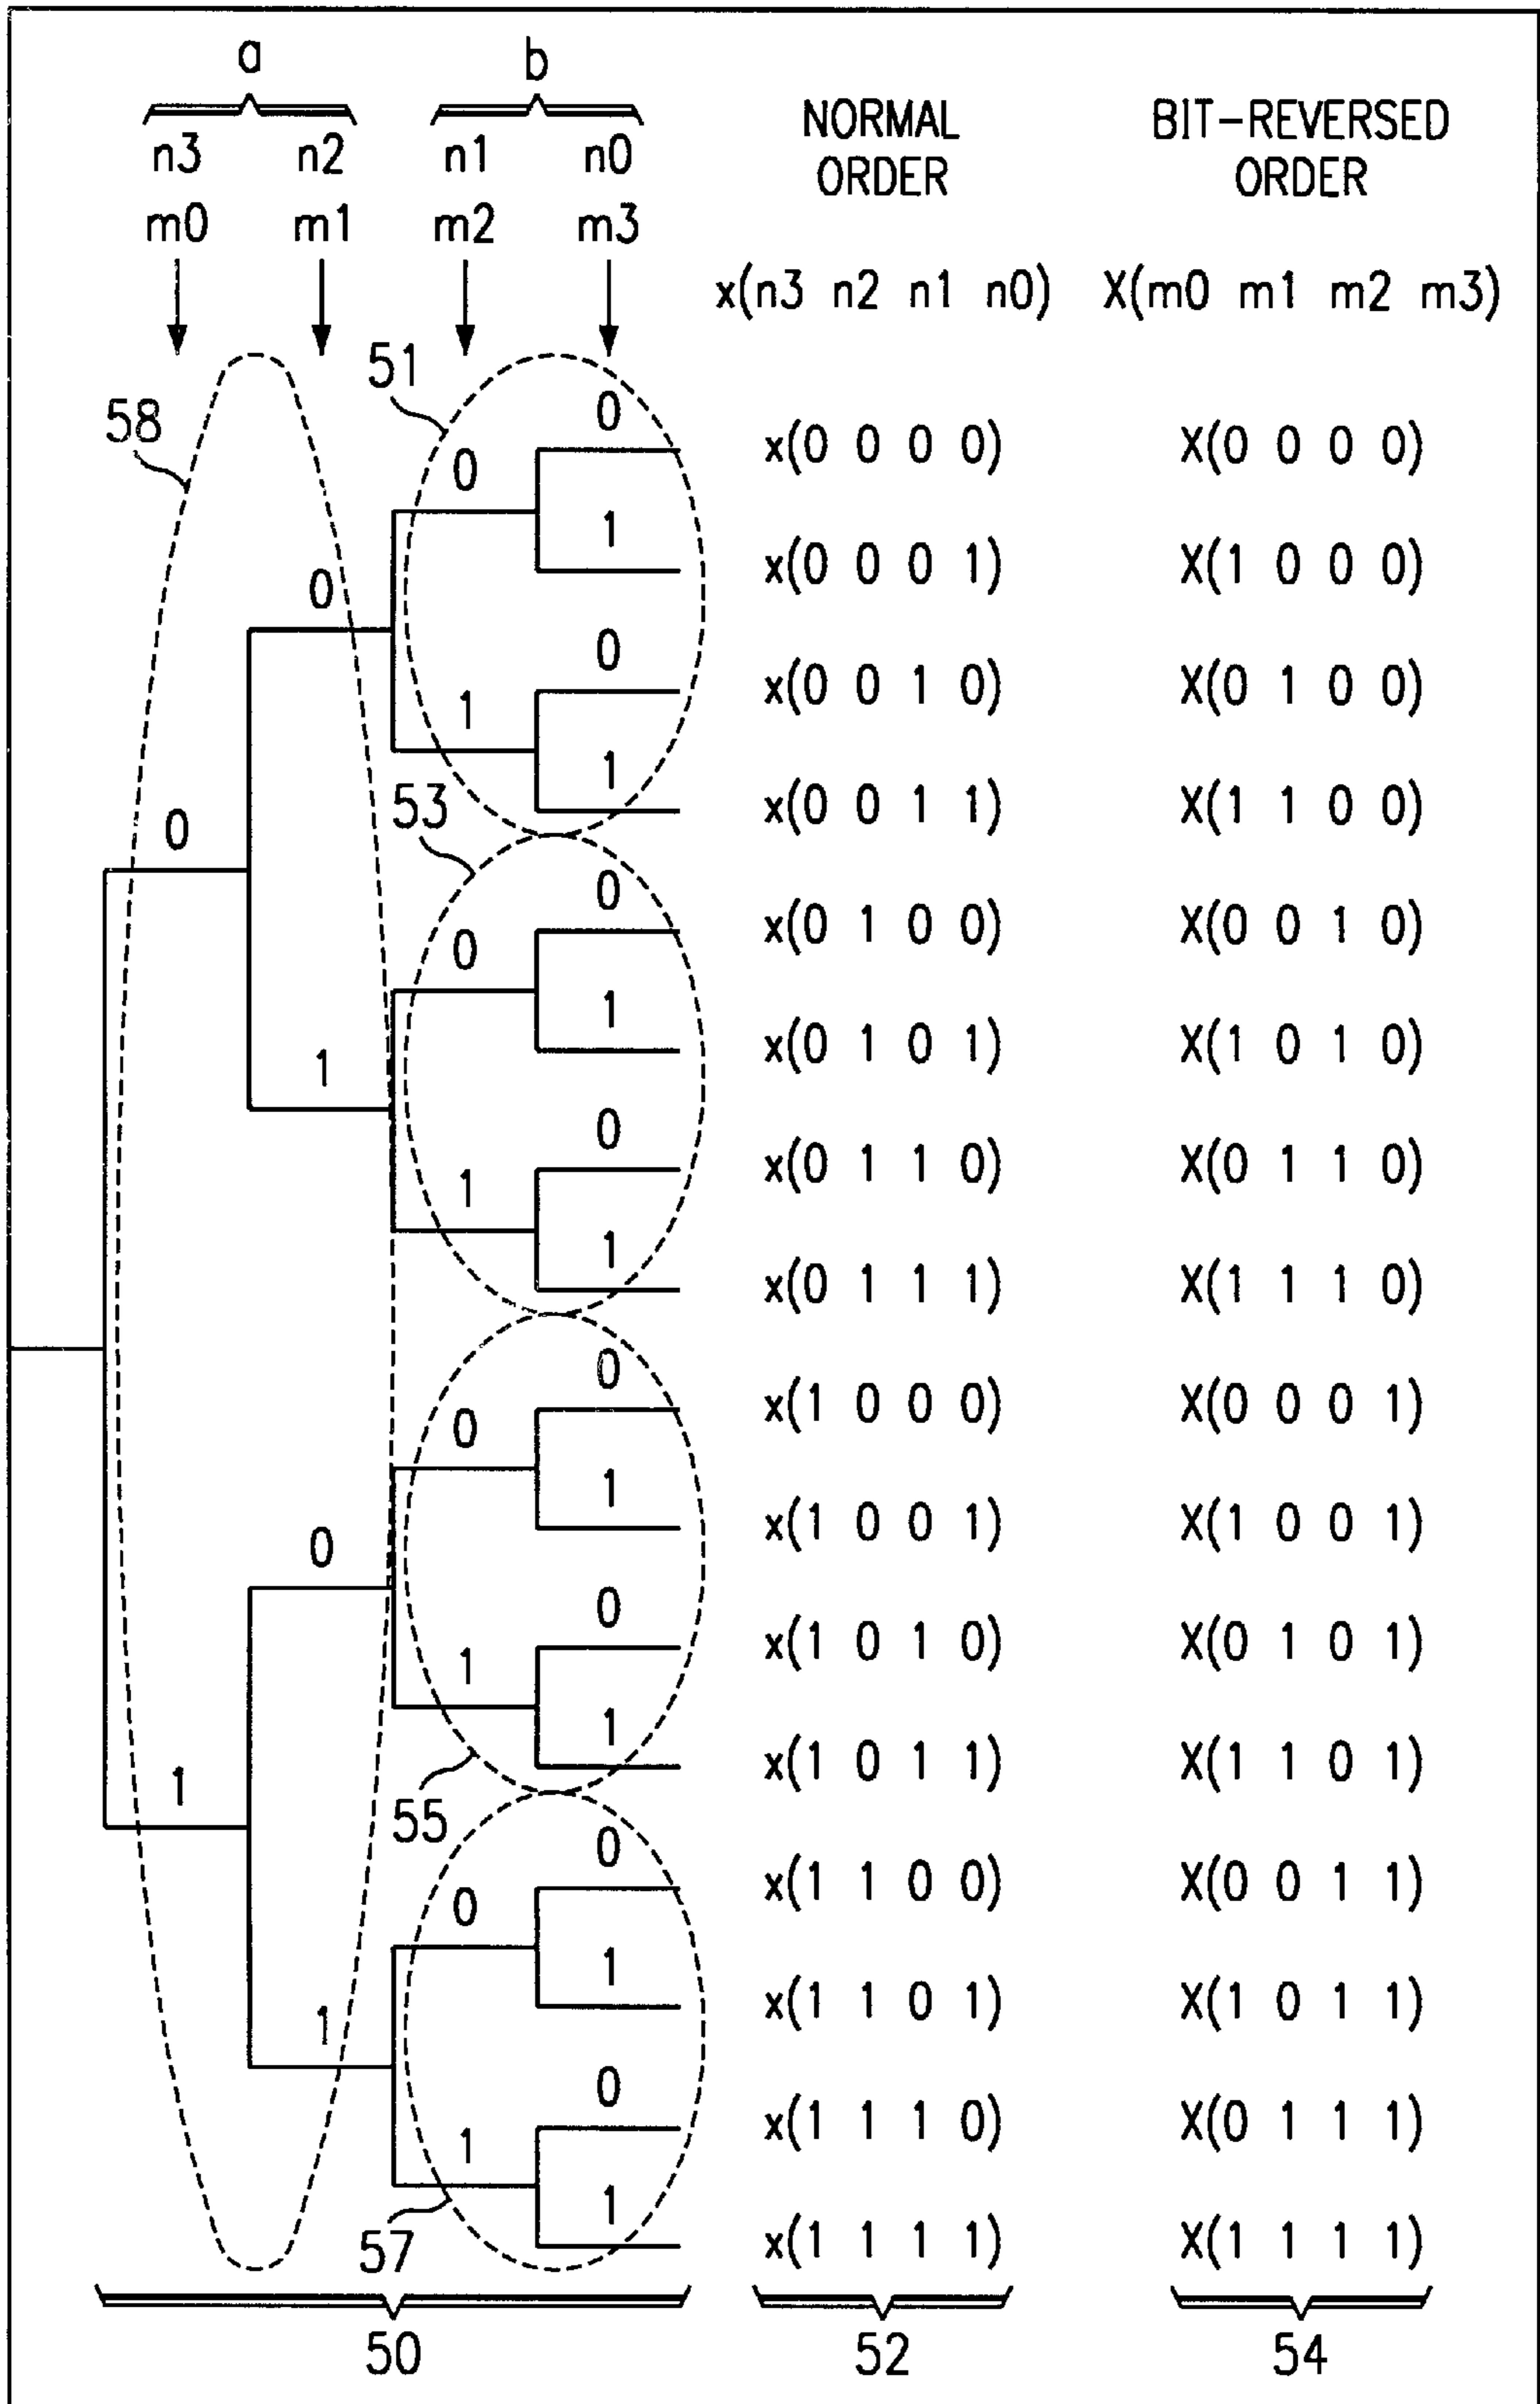 a b
n3 n2 n1 n0 NORMAL ORDER BIT-REVERSED ORDER
m0 m1 m2 m3
x(n3 n2 n1 n0) X(m0 m1 m2 m3)
51
58
0
0 x(0 0 0 0) X(0 0 0 0)
1
0 x(0 0 0 1) X(1 0 0 0)
0
1 x(0 0 1 0) X(0 1 0 0)
1
53 x(0 0 1 1) X(1 1 0 0)
0
0
0 x(0 1 0 0) X(0 0 1 0)
1
1 x(0 1 0 1) X(1 0 1 0)
0
1 x(0 1 1 0) X(0 1 1 0)
1
x(0 1 1 1) X(1 1 1 0)
0
0 x(1 0 0 0) X(0 0 0 1)
1
0 x(1 0 0 1) X(1 0 0 1)
0
1 x(1 0 1 0) X(0 1 0 1)
1
1 x(1 0 1 1) X(1 1 0 1)
55
0
0 x(1 1 0 0) X(0 0 1 1)
1
1 x(1 1 0 1) X(1 0 1 1)
0
1 x(1 1 1 0) X(0 1 1 1)
1
57 x(1 1 1 1) X(1 1 1 1)
50 52 54